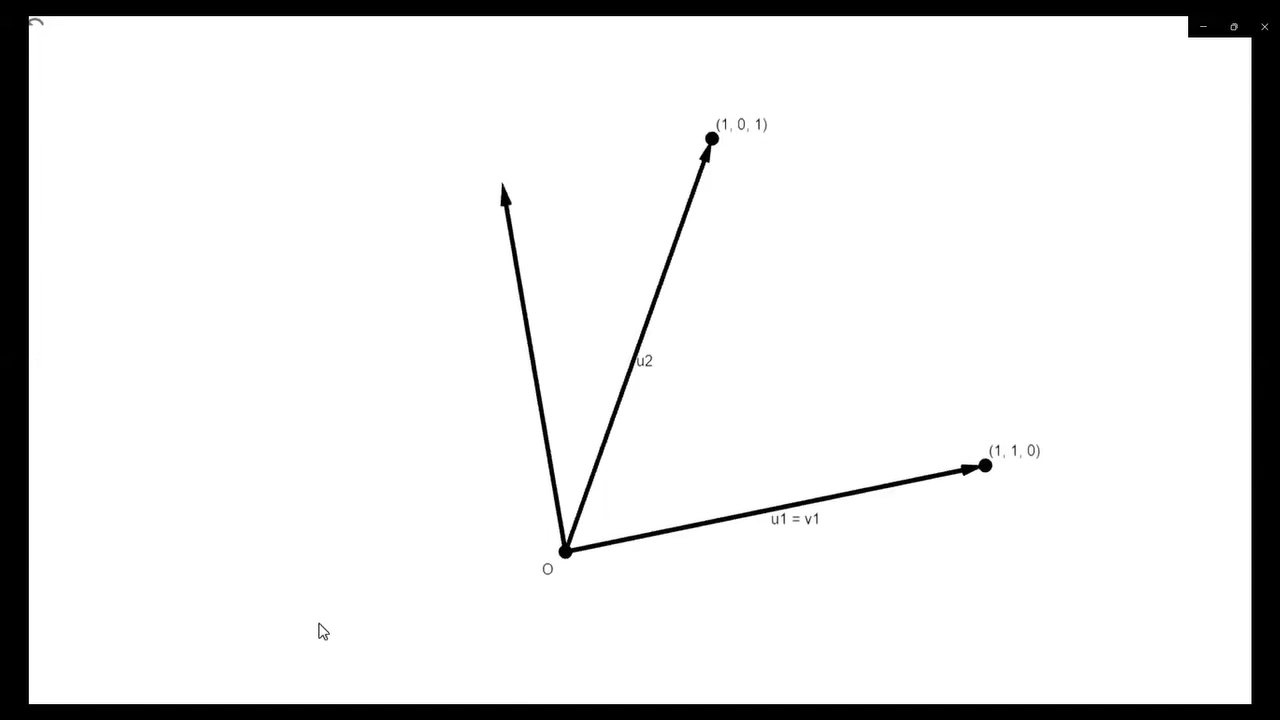 (1, 0, 1)
u2
(1, 1, 0)
u1 = v1
O